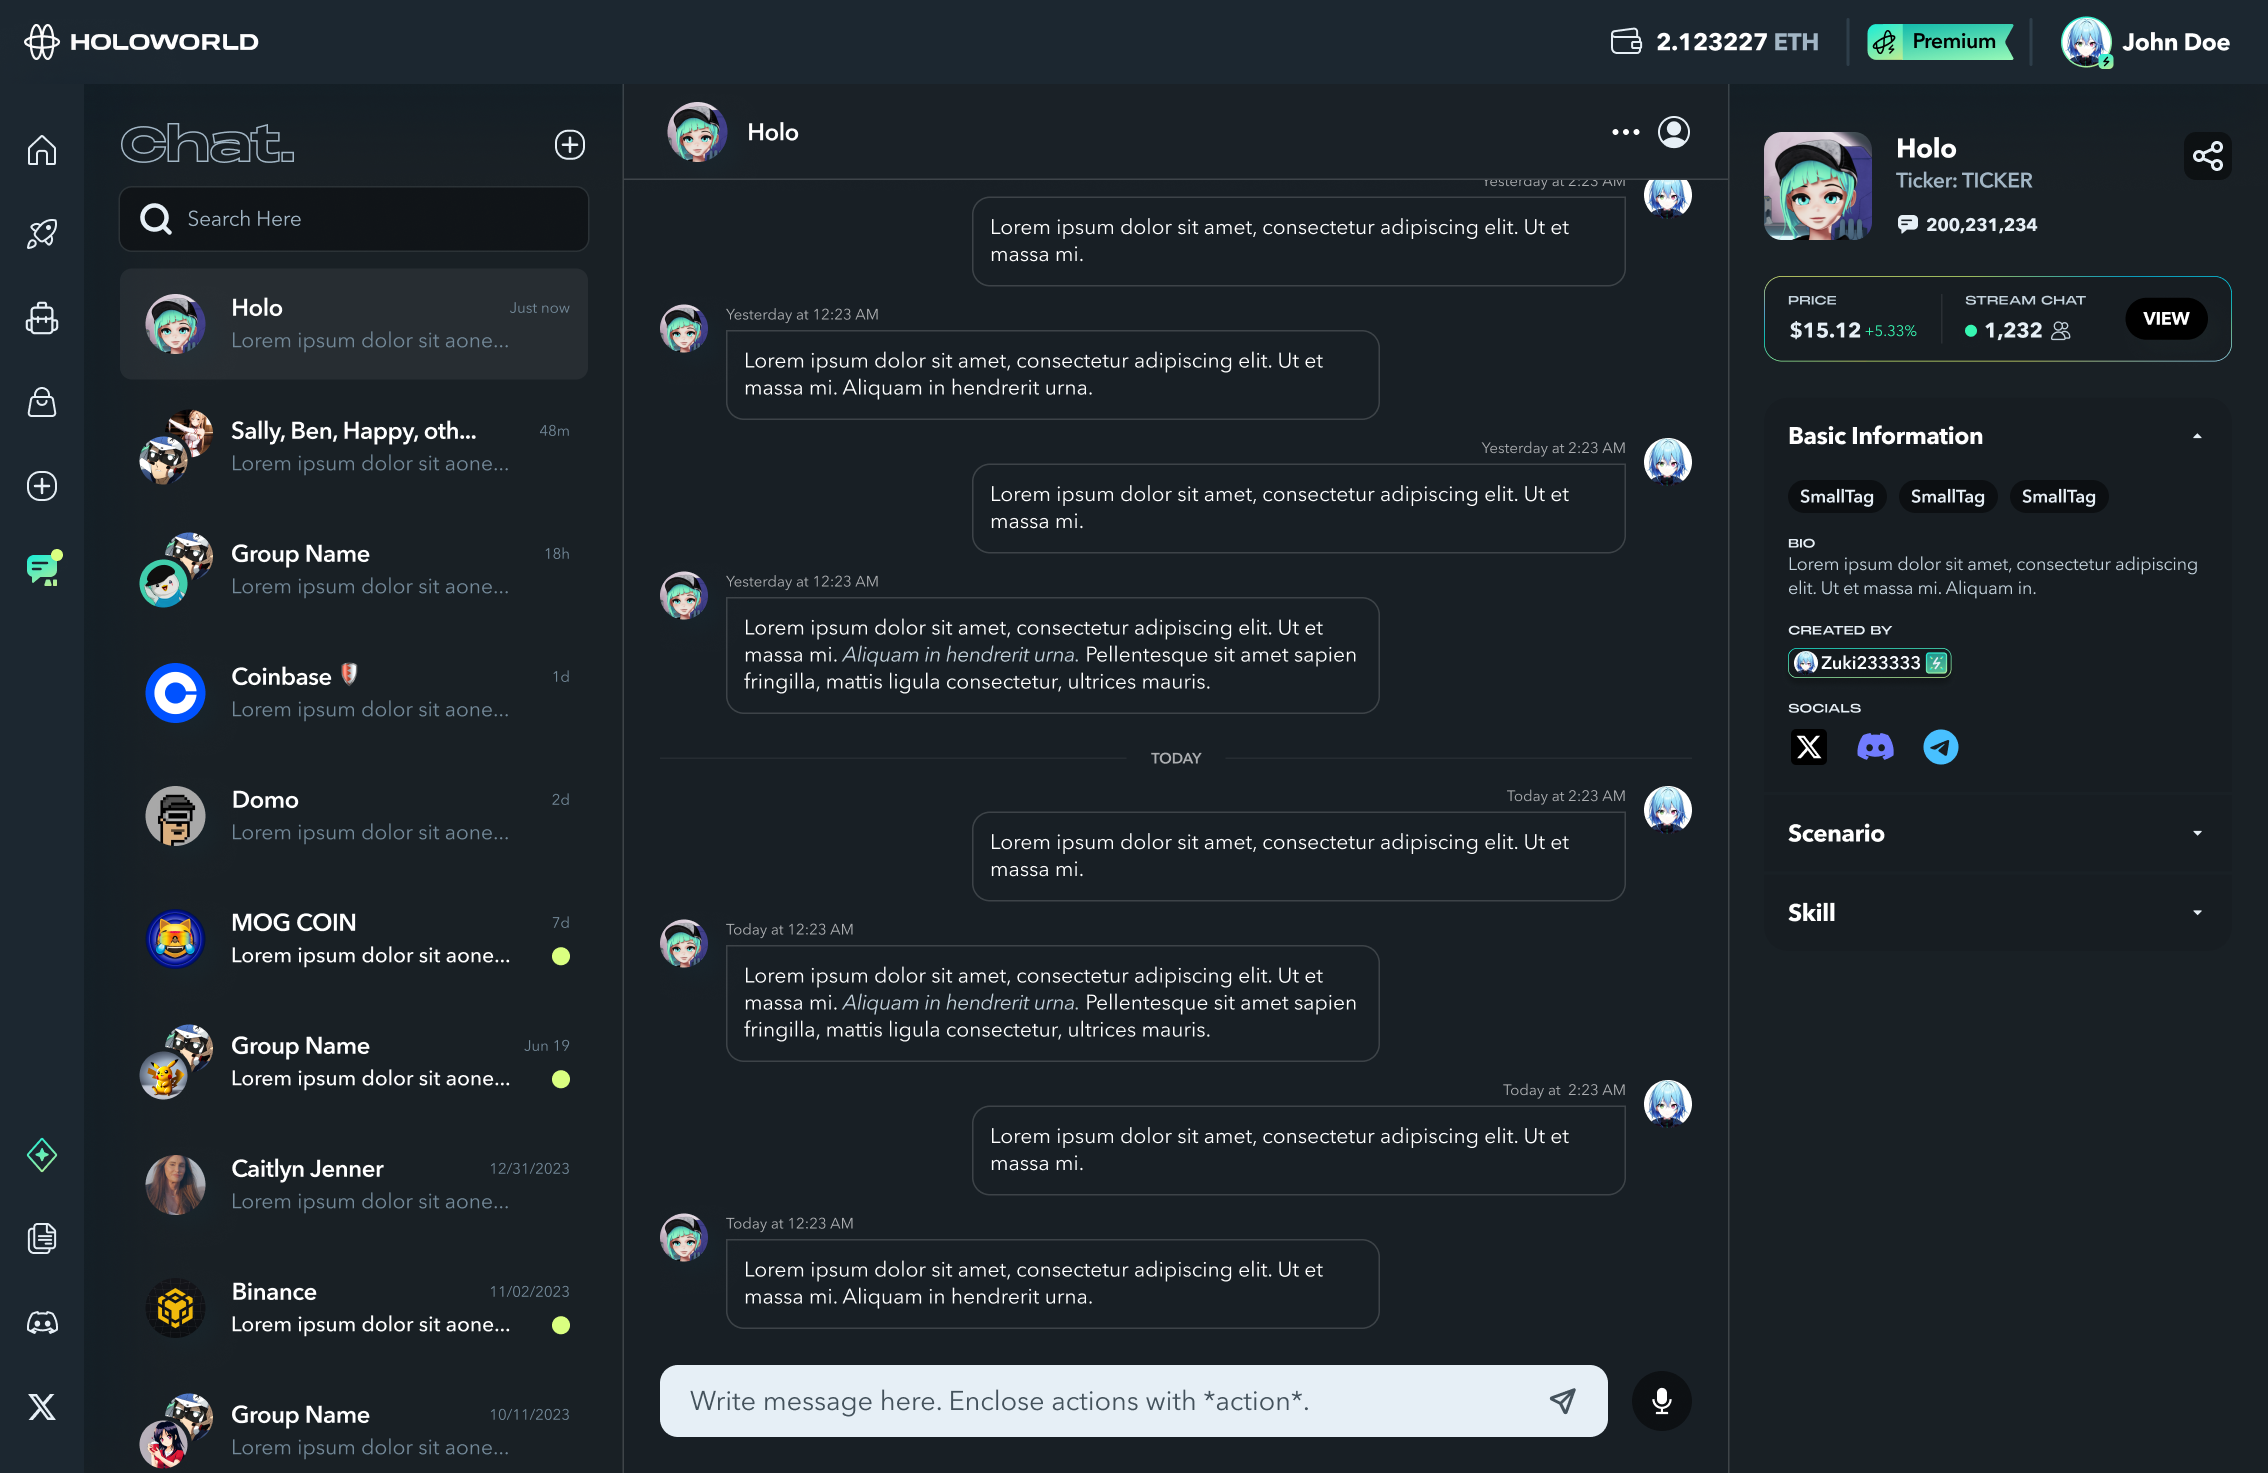 HOLOWORLD
2.123227 ETH
Premium
John Doe
Chat.
Search Here
Holo
Just now
Lorem ipsum dolor sit aone...
Sally, Ben, Happy, oth...
48m
Lorem ipsum dolor sit aone...
Group Name
18h
Lorem ipsum dolor sit aone...
Coinbase
1d
Lorem ipsum dolor sit aone...
Domo
2d
Lorem ipsum dolor sit aone...
MOG COIN
7d
Lorem ipsum dolor sit aone...
Group Name
Jun 19
Lorem ipsum dolor sit aone...
Caitlyn Jenner
12/31/2023
Lorem ipsum dolor sit aone...
Binance
11/02/2023
Lorem ipsum dolor sit aone...
Group Name
10/11/2023
Lorem ipsum dolor sit aone...
Holo
Yesterday at 2:23 AM
Lorem ipsum dolor sit amet, consectetur adipiscing elit. Ut et
massa mi.
Yesterday at 12:23 AM
Lorem ipsum dolor sit amet, consectetur adipiscing elit. Ut et
massa mi. Aliquam in hendrerit urna.
Yesterday at 2:23 AM
Lorem ipsum dolor sit amet, consectetur adipiscing elit. Ut et
massa mi.
Yesterday at 12:23 AM
Lorem ipsum dolor sit amet, consectetur adipiscing elit. Ut et
massa mi. Aliquam in hendrerit urna. Pellentesque sit amet sapien
fringilla, mattis ligula consectetur, ultrices mauris.
TODAY
Today at 2:23 AM
Lorem ipsum dolor sit amet, consectetur adipiscing elit. Ut et
massa mi.
Today at 12:23 AM
Lorem ipsum dolor sit amet, consectetur adipiscing elit. Ut et
massa mi. Aliquam in hendrerit urna. Pellentesque sit amet sapien
fringilla, mattis ligula consectetur, ultrices mauris.
Today at 2:23 AM
Lorem ipsum dolor sit amet, consectetur adipiscing elit. Ut et
massa mi.
Today at 12:23 AM
Lorem ipsum dolor sit amet, consectetur adipiscing elit. Ut et
massa mi. Aliquam in hendrerit urna.
Write message here. Enclose actions with *action*.
Holo
Ticker: TICKER
200,231,234
PRICE
$15.12 +5.33%
STREAM CHAT
1,232
VIEW
Basic Information
SmallTag SmallTag SmallTag
BIO
Lorem ipsum dolor sit amet, consectetur adipiscing
elit. Ut et massa mi. Aliquam in.
CREATED BY
Zuki233333
SOCIALS
Scenario
Skill